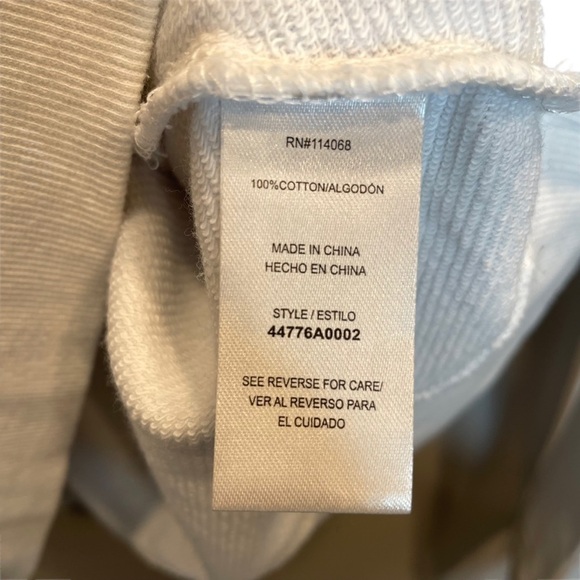 RN#114068
100%COTTON/ALGODÓN
MADE IN CHINA
HECHO EN CHINA
STYLE / ESTILO
44776A0002
SEE REVERSE FOR CARE/
VER AL REVERSO PARA
EL CUIDADO